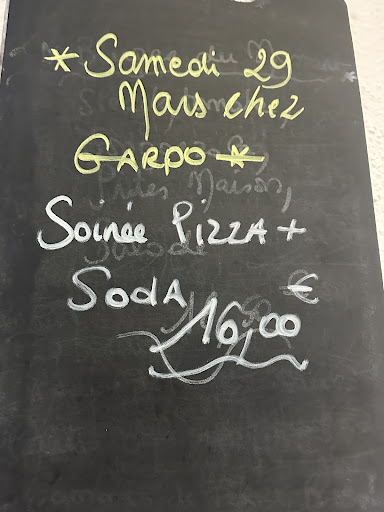 * Samedi 29
Mars chez
GARPO *
Soirée PIZZA +
SODA 16,00 €